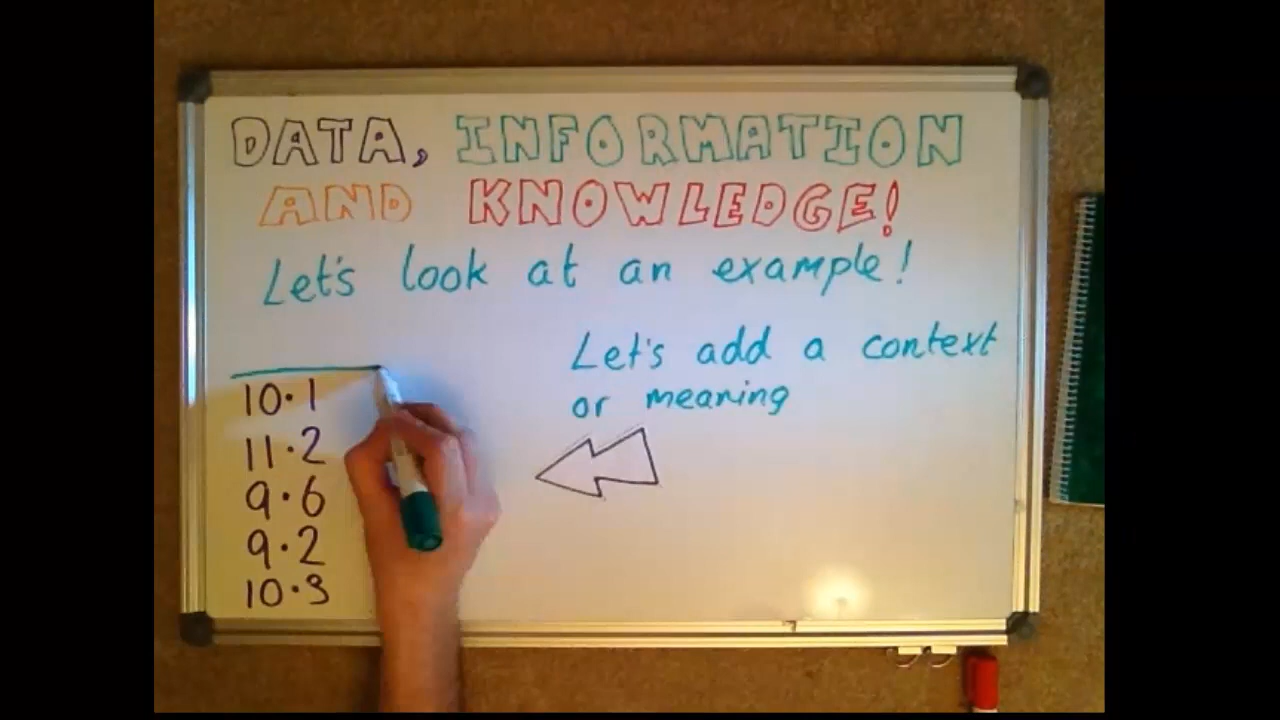 DATA, INFORMATION
AND KNOWLEDGE!
Let's look at an example!
Let's add a context
or meaning
10.1
11.2
9.6
9.2
10.3